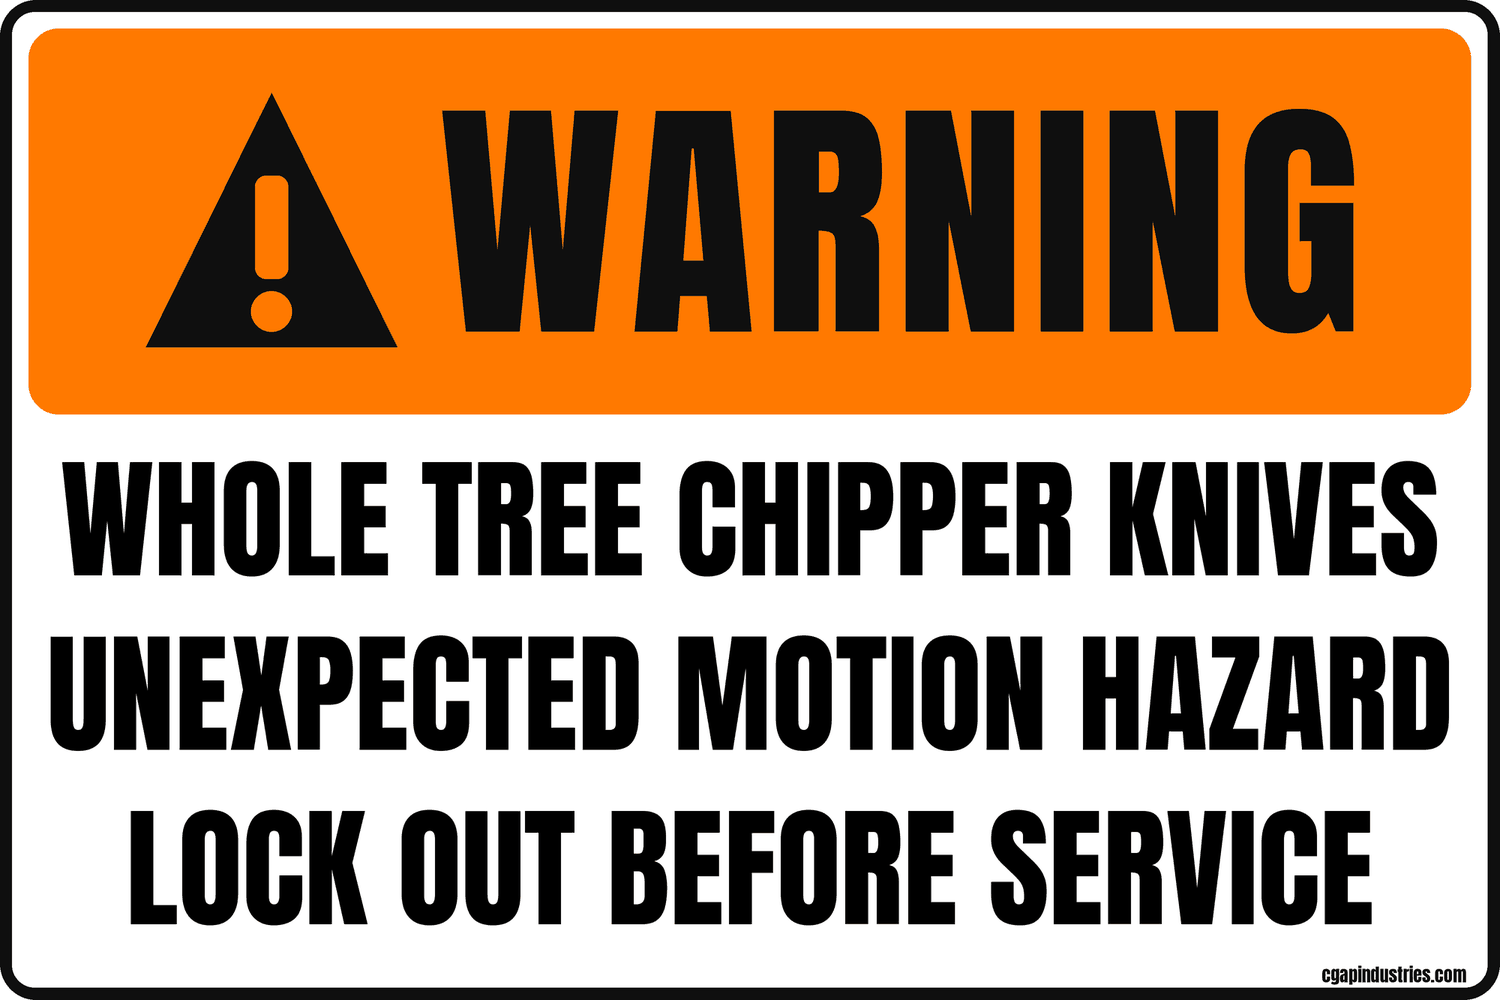 WARNING
WHOLE TREE CHIPPER KNIVES
UNEXPECTED MOTION HAZARD
LOCK OUT BEFORE SERVICE
cgapindustries.com